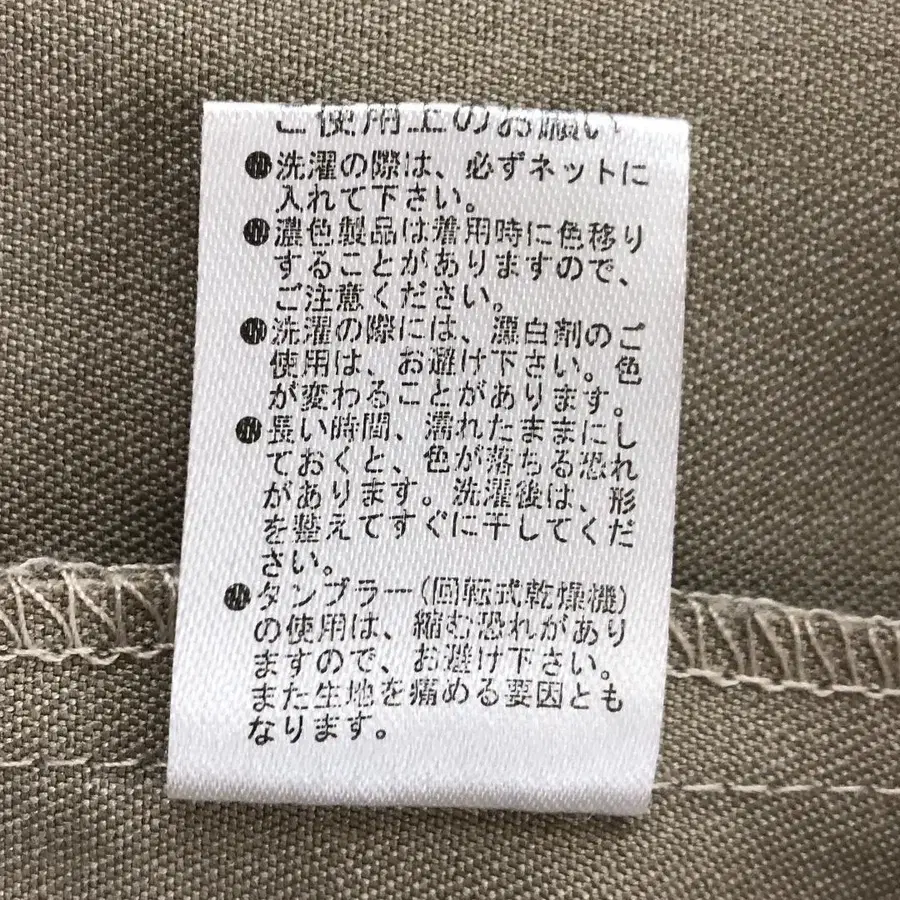 ご使用上のお願い
●洗濯の際は、必ずネットに
入れて下さい。
●濃色製品は着用時に色移り
することがありますので、
ご注意ください。
●洗濯の際には、漂白剤のご
使用は、お避け下さい。色
が変わることがあります。
●長い時間、濡れたままにし
ておくと、色が落ちる恐れ
があります。洗濯後は、形
を整えてすぐに干してくだ
さい。
●タンブラー(回転式乾燥機)
の使用は、縮む恐れがあり
ますので、お避け下さい。
また生地を痛める要因とも
なります。